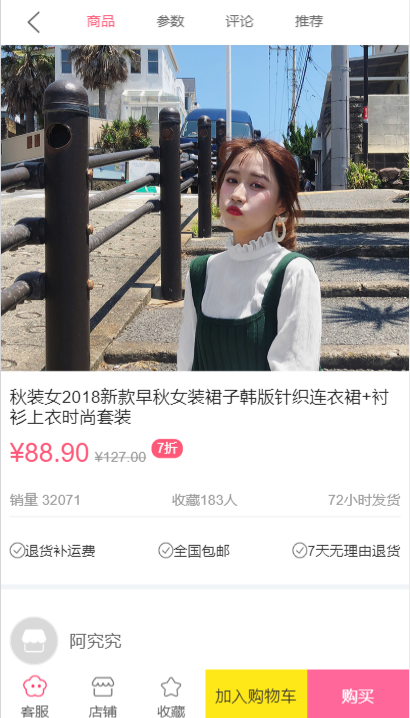 商品 参数 评论 推荐
秋装女2018新款早秋女装裙子韩版针织连衣裙+衬
衫上衣时尚套装
¥88.90 ¥127.00 7折
销量 32071 收藏183人 72小时发货
退货补运费 全国包邮 7天无理由退货
阿究究
客服 店铺 收藏 加入购物车 购买